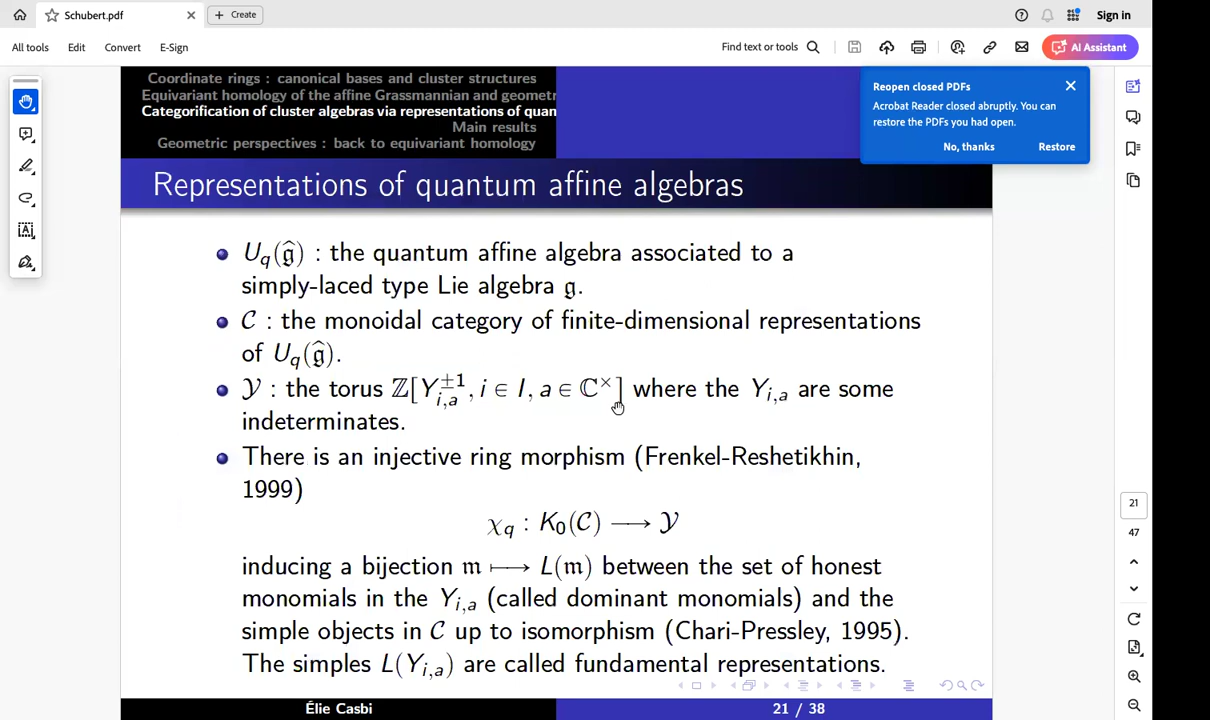 Schubert.pdf
Create
Sign in
All tools Edit Convert E-Sign
Find text or tools
AI Assistant
Coordinate rings : canonical bases and cluster structures
Equivariant homology of the affine Grassmannian and geometr
Categorification of cluster algebras via representations of quan
Main results
Geometric perspectives : back to equivariant homology
Reopen closed PDFs
Acrobat Reader closed abruptly. You can
restore the PDFs you had open.
No, thanks Restore
Representations of quantum affine algebras
U_q(ĝ) : the quantum affine algebra associated to a
simply-laced type Lie algebra 𝔤.
𝒞 : the monoidal category of finite-dimensional representations
of U_q(ĝ).
𝒴 : the torus ℤ[Y_{i,a}^{±1}, i ∈ I, a ∈ ℂ^×] where the Y_{i,a} are some
indeterminates.
There is an injective ring morphism (Frenkel-Reshetikhin,
1999)
χ_q : K_0(𝒞) ⟶ 𝒴
inducing a bijection 𝔪 ⟼ L(𝔪) between the set of honest
monomials in the Y_{i,a} (called dominant monomials) and the
simple objects in 𝒞 up to isomorphism (Chari-Pressley, 1995).
The simples L(Y_{i,a}) are called fundamental representations.
Élie Casbi
21 / 38
21
47